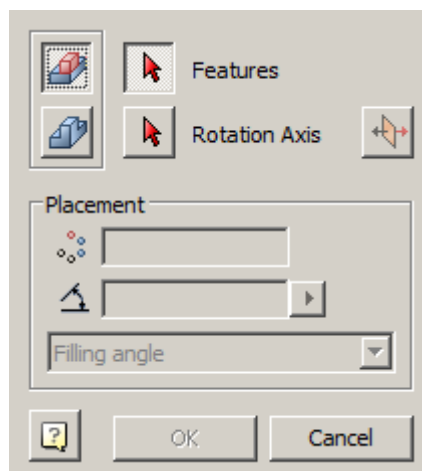 Features
Rotation Axis
Placement
Filling angle
OK
Cancel